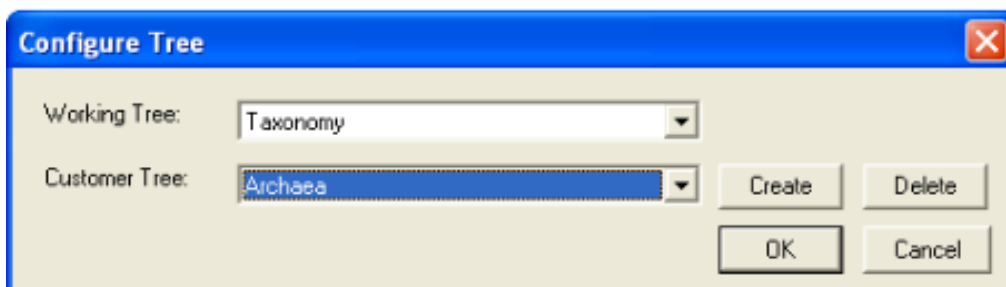 Configure Tree
Working Tree: Taxonomy
Customer Tree: Archaea Create Delete
OK Cancel